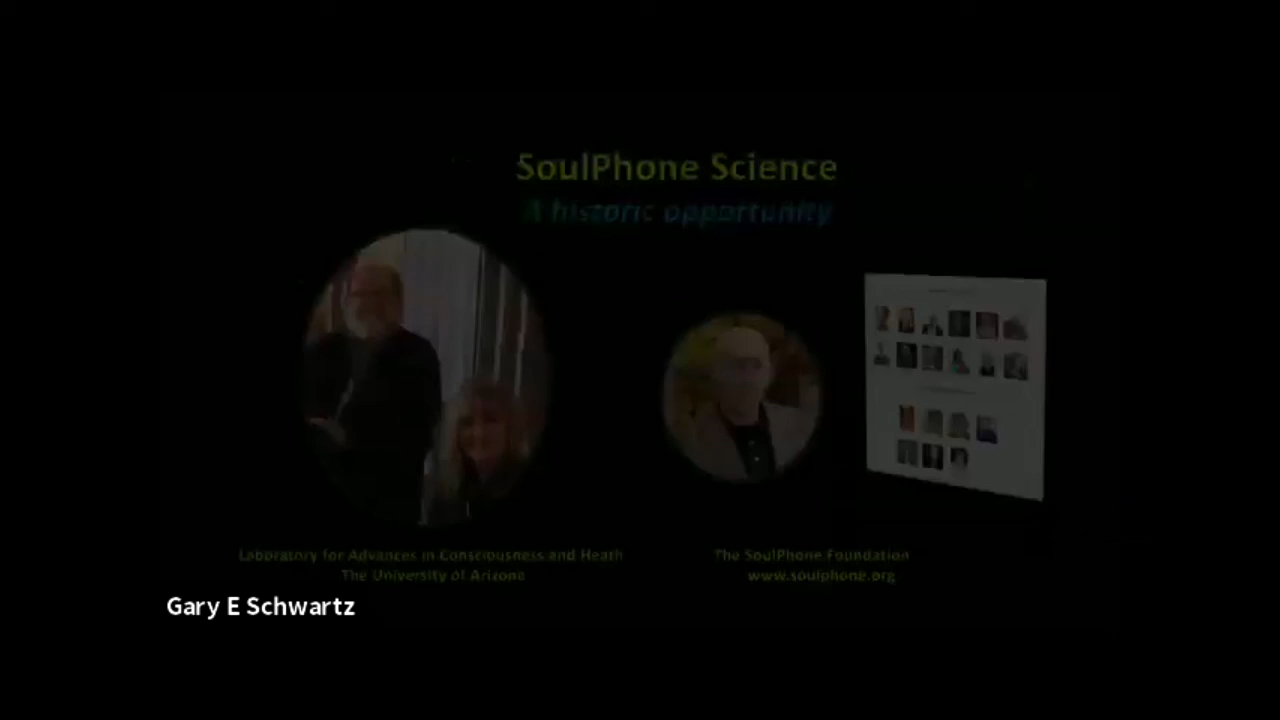 SoulPhone Science
A historic opportunity
Laboratory for Advances in Consciousness and Heath
The University of Arizona
The SoulPhone Foundation
www.soulphone.org
Gary E Schwartz